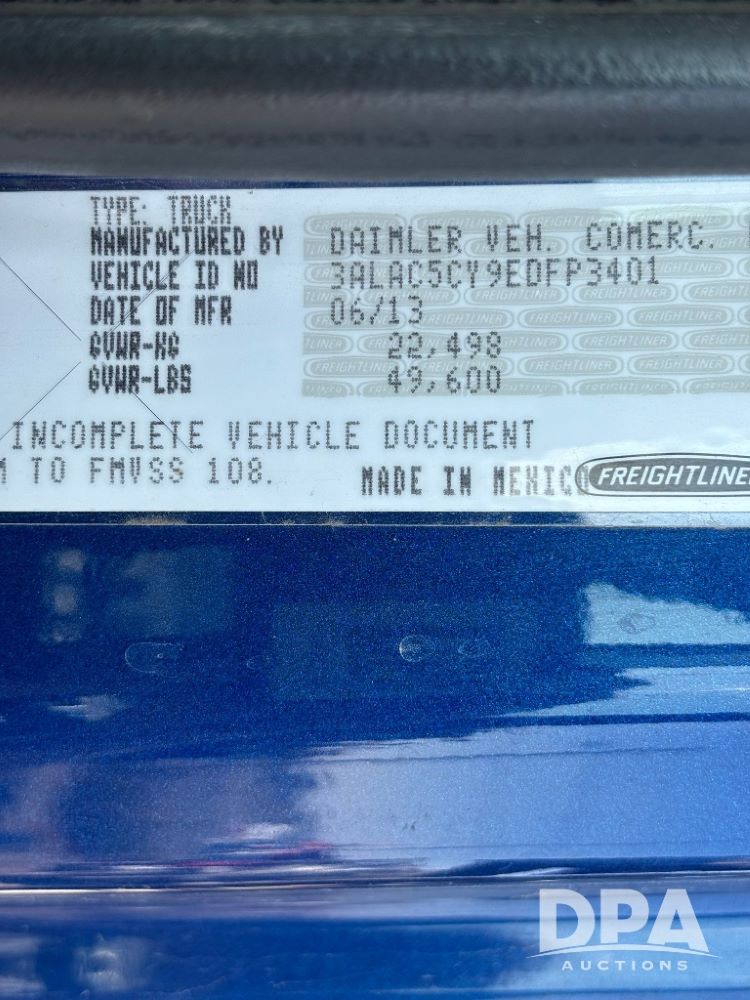 TYPE: TRUCK
MANUFACTURED BY DAIMLER VEH. COMERC.
VEHICLE ID NO 3ALAC5CY9EDFP3401
DATE OF MFR 06/13
GVWR-KG 22,498
GVWR-LBS 49,600
INCOMPLETE VEHICLE DOCUMENT
TO FMVSS 108. MADE IN MEXICO FREIGHTLINE
DPA
AUCTIONS